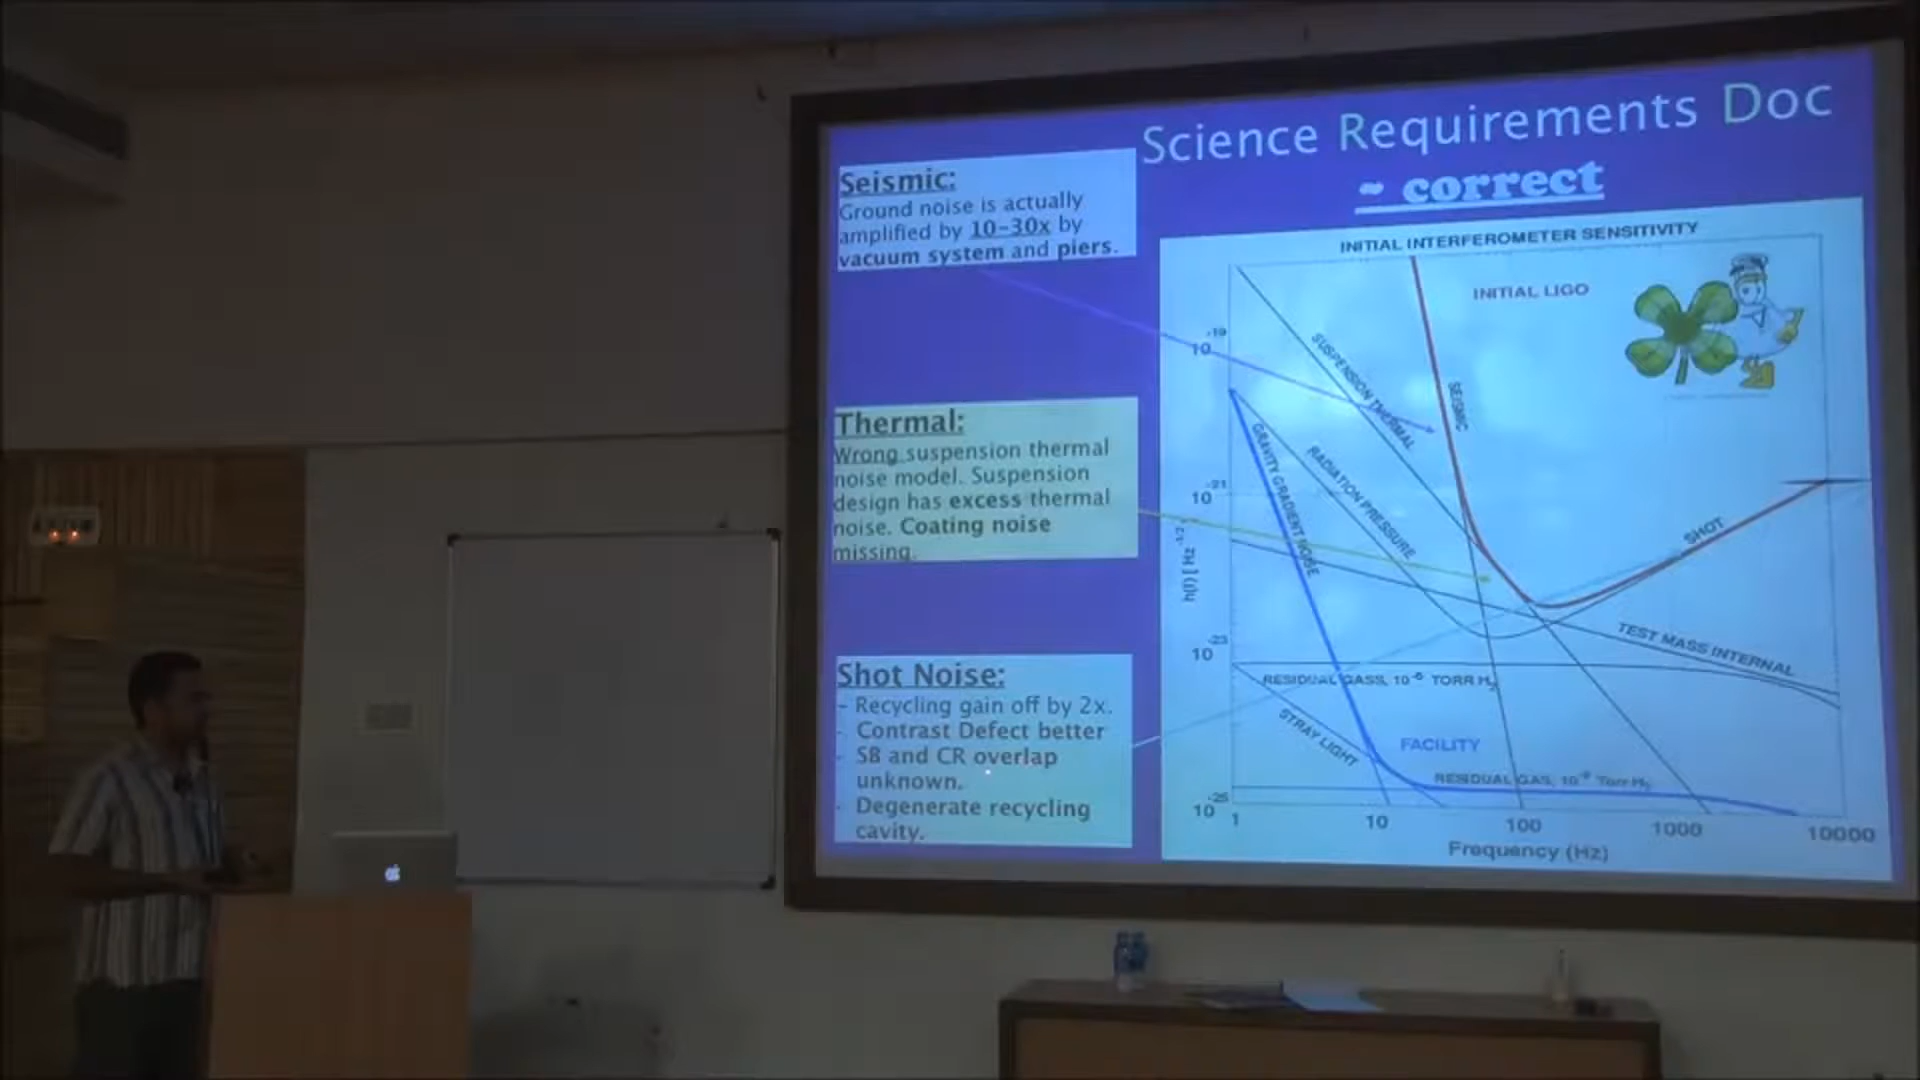 Science Requirements Doc
~ correct
Seismic:
Ground noise is actually
amplified by 10-30x by
vacuum system and piers.
Thermal:
Wrong suspension thermal
noise model. Suspension
design has excess thermal
noise. Coating noise
missing.
Shot Noise:
- Recycling gain off by 2x.
- Contrast Defect better
- SB and CR overlap
unknown.
- Degenerate recycling
cavity.
INITIAL INTERFEROMETER SENSITIVITY
INITIAL LIGO
10 -19
10 -21
10 -23
10 -25
h(f) [ Hz -1/2 ]
SUSPENSION THERMAL
SEISMIC
GRAVITY GRADIENT NOISE
RADIATION PRESSURE
SHOT
TEST MASS INTERNAL
RESIDUAL GASS, 10 -6 TORR H2
STRAY LIGHT
FACILITY
RESIDUAL GAS, 10 -9 Torr H2
1 10 100 1000 10000
Frequency (Hz)